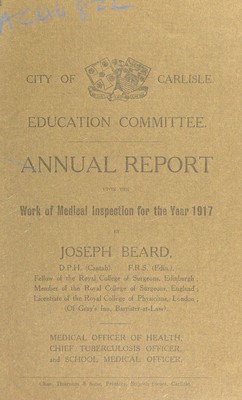 CITY OF CARLISLE.
EDUCATION COMMITTEE.
ANNUAL REPORT
UPON THE
Work of Medical Inspection for the Year 1917
BY
JOSEPH BEARD,
D.P.H. (Cantab), F.R.S. (Edin.),
Fellow of the Royal College of Surgeons, Edinburgh;
Member of the Royal College of Surgeons, England;
Licentiate of the Royal College of Physicians, London;
(Of Gray's Inn, Barrister-at-Law).
MEDICAL OFFICER OF HEALTH,
CHIEF TUBERCULOSIS OFFICER,
and SCHOOL MEDICAL OFFICER.